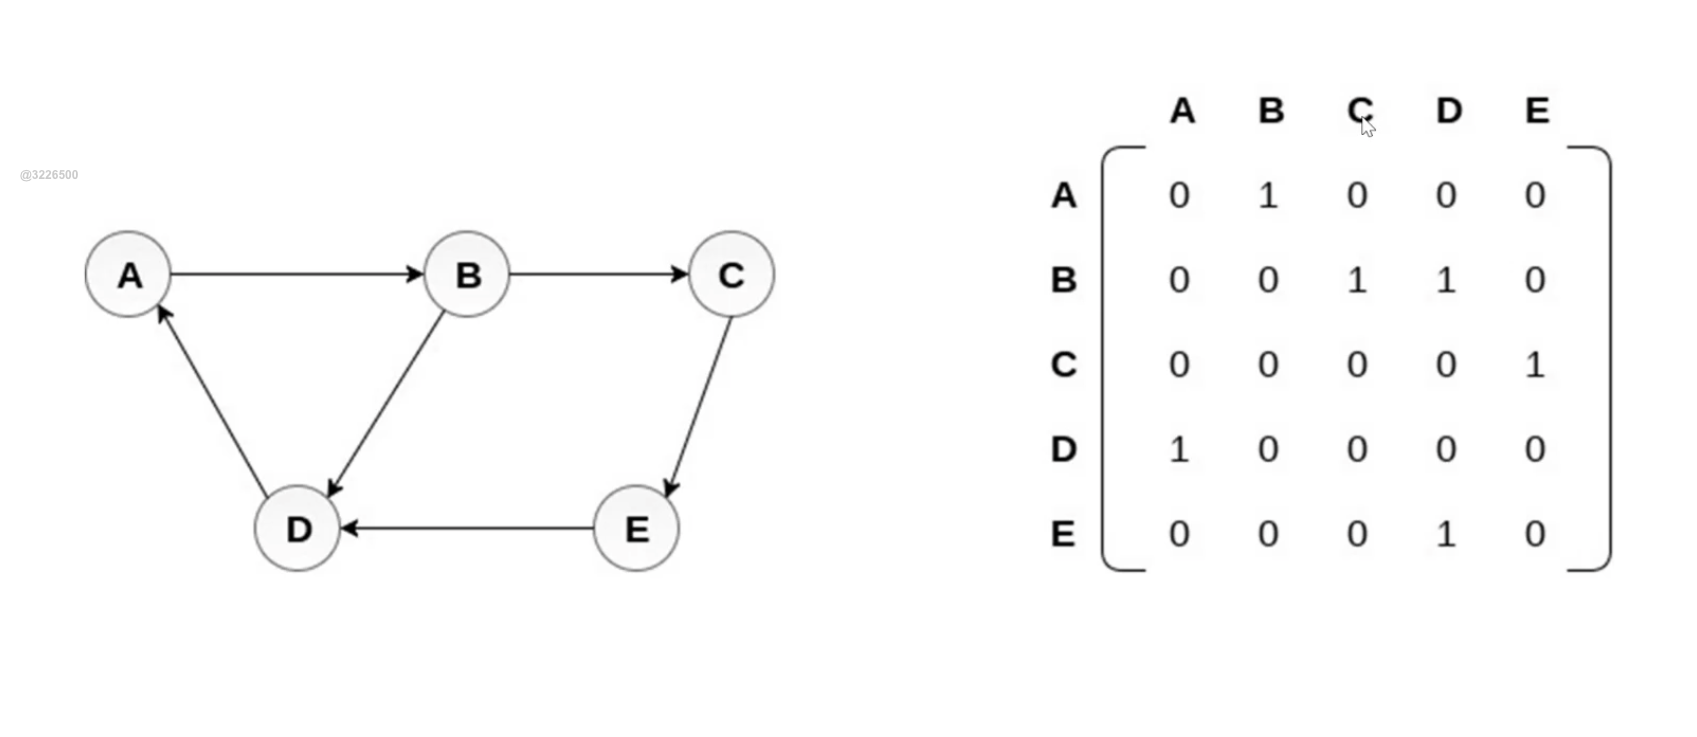 @3226500
A B C
D E
A B C D E
A 0 1 0 0 0
B 0 0 1 1 0
C 0 0 0 0 1
D 1 0 0 0 0
E 0 0 0 1 0